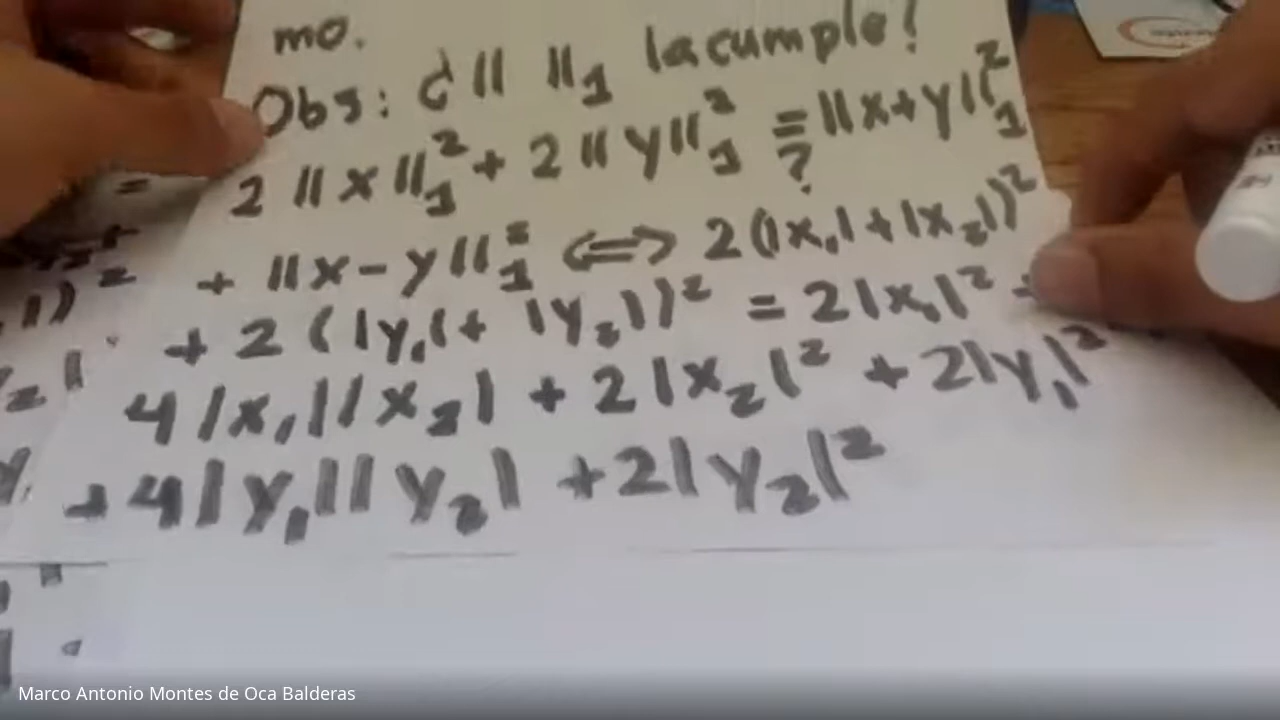 mo.
Obs: ¿ || ||₁ la cumple?
2 ||x||₁² + 2 ||y||₁² =? ||x+y||₁²
+ ||x-y||₁² ⟺ 2(|x₁|+|x₂|)²
+ 2(|y₁|+|y₂|)² = 2|x₁|² +
4|x₁||x₂| + 2|x₂|² + 2|y₁|²
+4|y₁||y₂| +2|y₂|²
Marco Antonio Montes de Oca Balderas